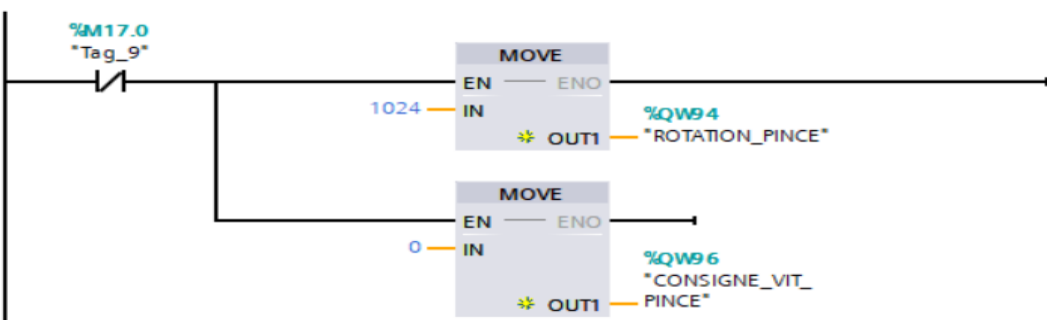 %M17.0
"Tag_9"
MOVE
EN ENO
1024 IN
%QW94
OUT1 "ROTATION_PINCE"
MOVE
EN ENO
0 IN
%QW96
"CONSIGNE_VIT_
OUT1 PINCE"